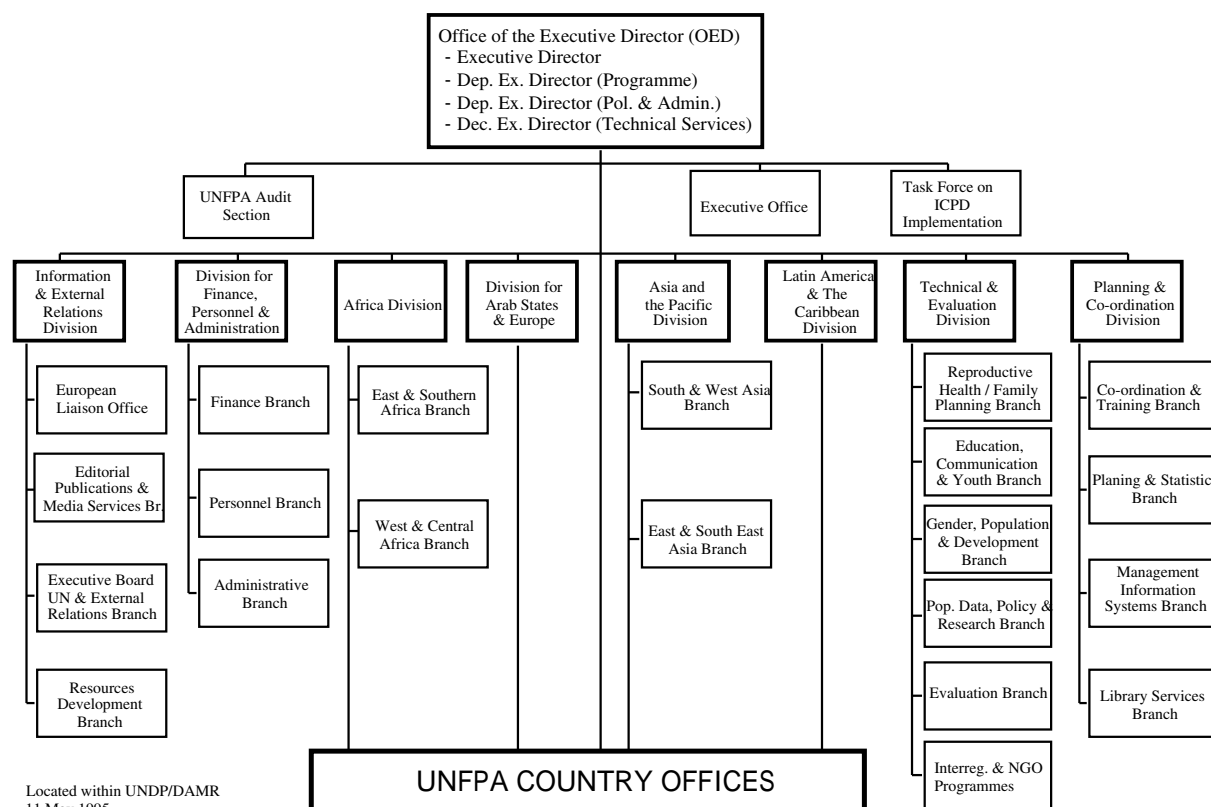 Office of the Executive Director (OED)
- Executive Director
- Dep. Ex. Director (Programme)
- Dep. Ex. Director (Pol. & Admin.)
- Dec. Ex. Director (Technical Services)
UNFPA Audit
Section
Executive Office
Task Force on
ICPD
Implementation
Information
& External
Relations
Division
Division for
Finance,
Personnel &
Administration
Africa Division
Division for
Arab States
& Europe
Asia and
the Pacific
Division
Latin America
& The
Caribbean
Division
Technical &
Evaluation
Division
Planning &
Co-ordination
Division
European
Liaison Office
Editorial
Publications &
Media Services Br.
Executive Board
UN & External
Relations Branch
Resources
Development
Branch
Finance Branch
Personnel Branch
Administrative
Branch
East & Southern
Africa Branch
West & Central
Africa Branch
South & West Asia
Branch
East & South East
Asia Branch
Reproductive
Health / Family
Planning Branch
Education,
Communication
& Youth Branch
Gender, Population
& Development
Branch
Pop. Data, Policy &
Research Branch
Evaluation Branch
Interreg. & NGO
Programmes
Co-ordination &
Training Branch
Planing & Statistic
Branch
Management
Information
Systems Branch
Library Services
Branch
UNFPA COUNTRY OFFICES
Located within UNDP/DAMR
11 May 1995